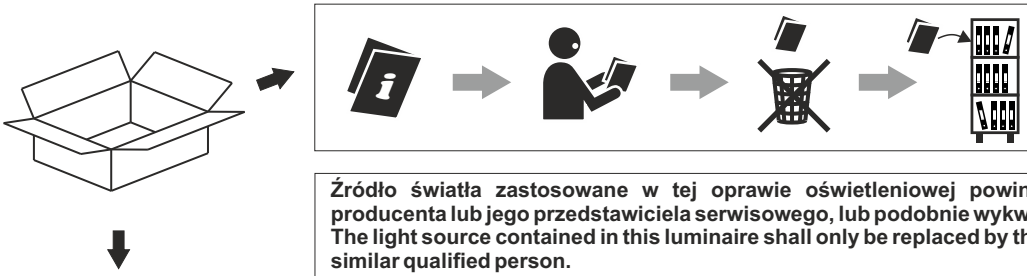 i
Źródło światła zastosowane w tej oprawie oświetleniowej
producenta lub jego przedstawiciela serwisowego, lub podobnie
The light source contained in this luminaire shall only be replaced by
similar qualified person.